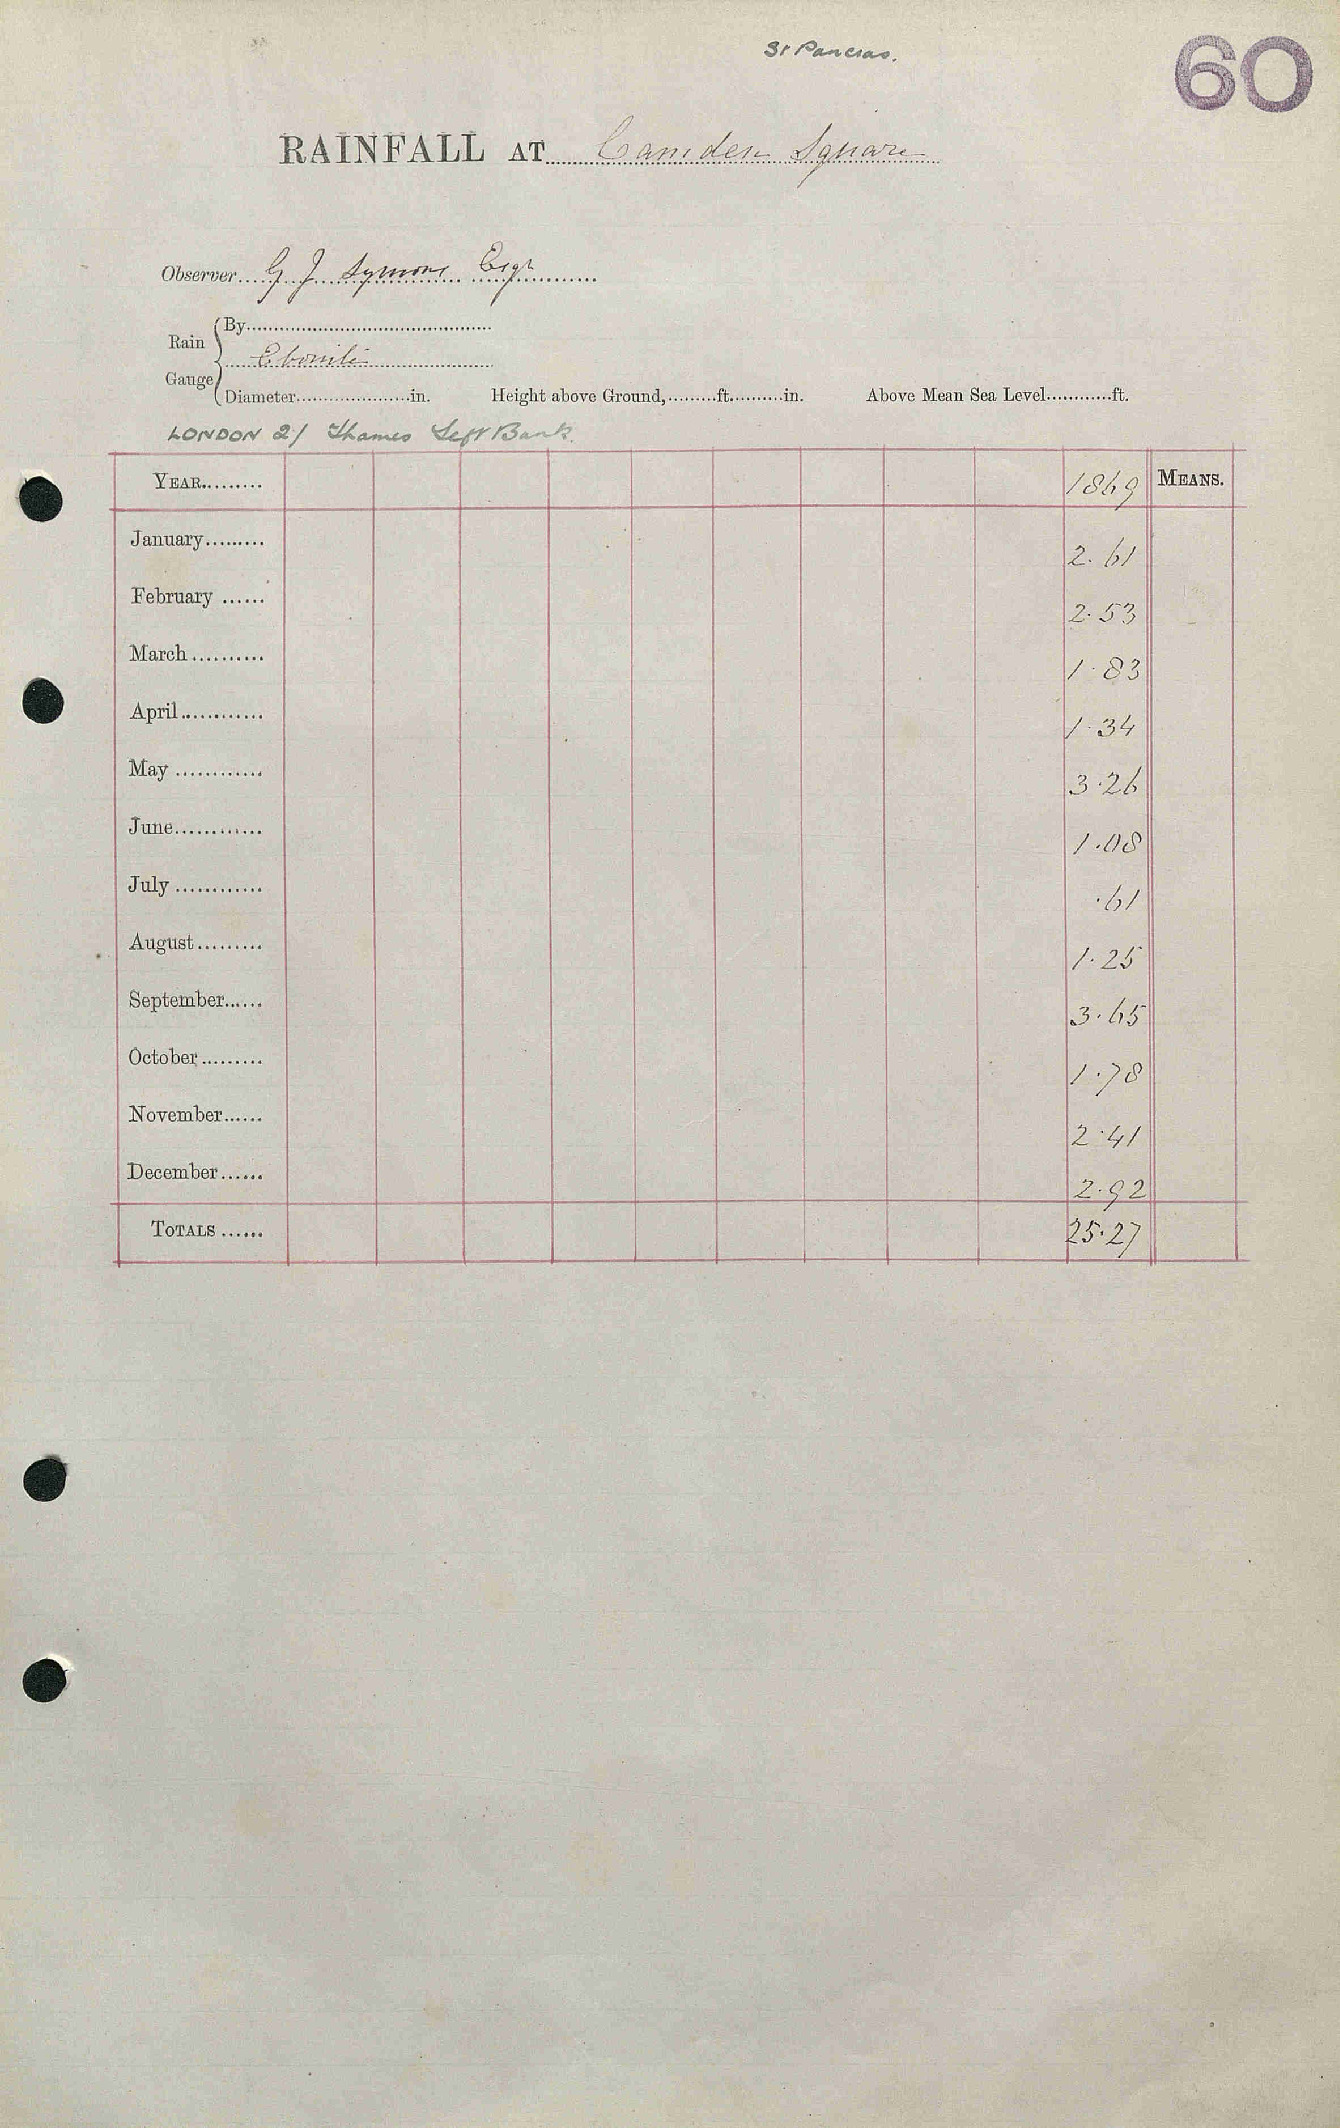 St Pancras.
60
RAINFALL AT Camden Square
Observer G J Symons Esqr
Rain Gauge
By
Ebonite
Diameter in. Height above Ground, ft. in. Above Mean Sea Level ft.
LONDON 2/ Thames Left Bank.
YEAR 1869 MEANS.
January 2.61
February 2.53
March 1.83
April 1.34
May 3.26
June 1.08
July .61
August 1.25
September 3.65
October 1.78
November 2.41
December 2.92
TOTALS 25.27